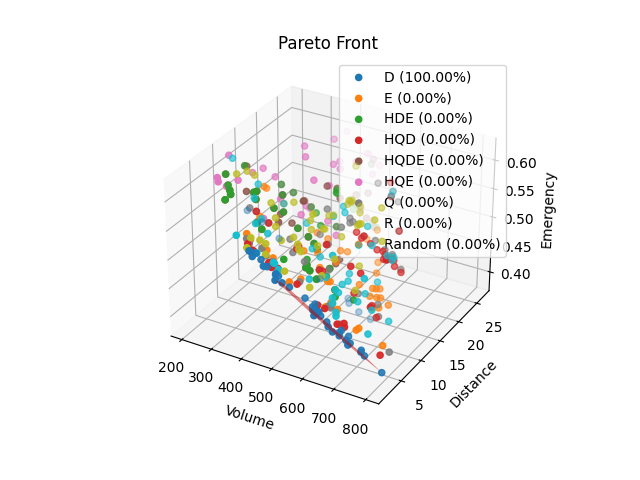 Pareto Front
D (100.00%)
E (0.00%)
HDE (0.00%)
HQD (0.00%)
HQDE (0.00%)
HQE (0.00%)
Q (0.00%)
R (0.00%)
Random (0.00%)
0.60
0.55
0.50
0.45
0.40
Emergency
25
20
15
10
5
Distance
200
300
400
500
600
700
800
Volume